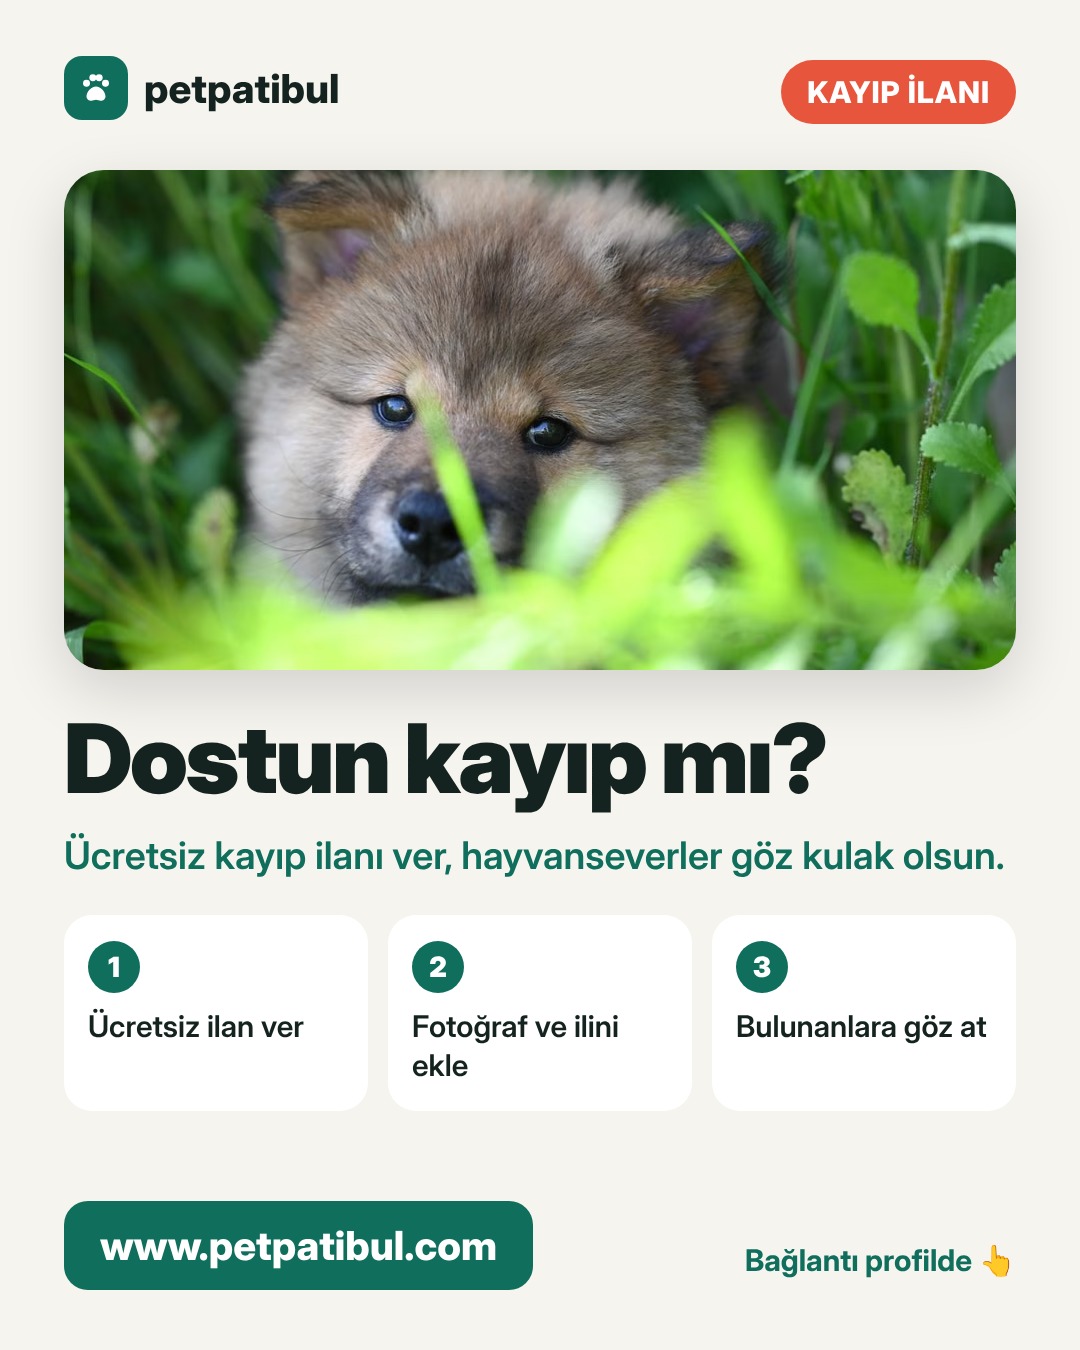 petpatibul
KAYIP İLANI
Dostun kayıp mı?
Ücretsiz kayıp ilanı ver, hayvanseverler göz kulak olsun.
1
Ücretsiz ilan ver
2
Fotoğraf ve ilini
ekle
3
Bulunanlara göz at
www.petpatibul.com
Bağlantı profilde 👆